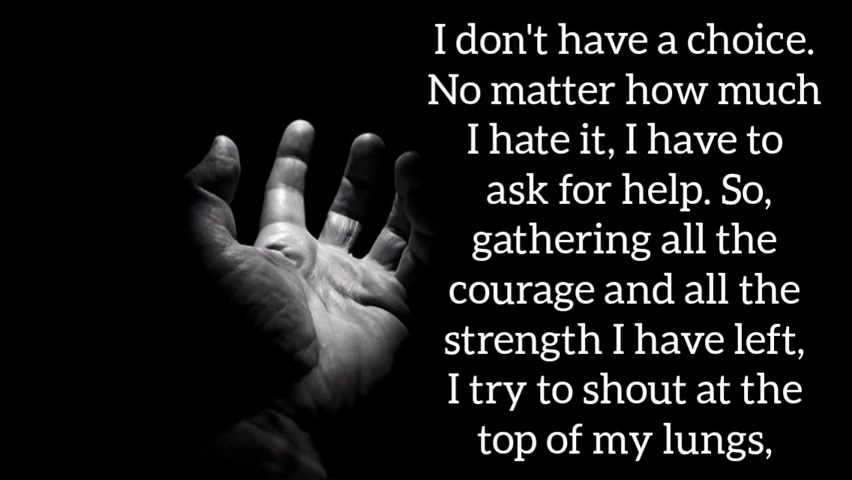 I don't have a choice.
No matter how much
I hate it, I have to
ask for help. So,
gathering all the
courage and all the
strength I have left,
I try to shout at the
top of my lungs,